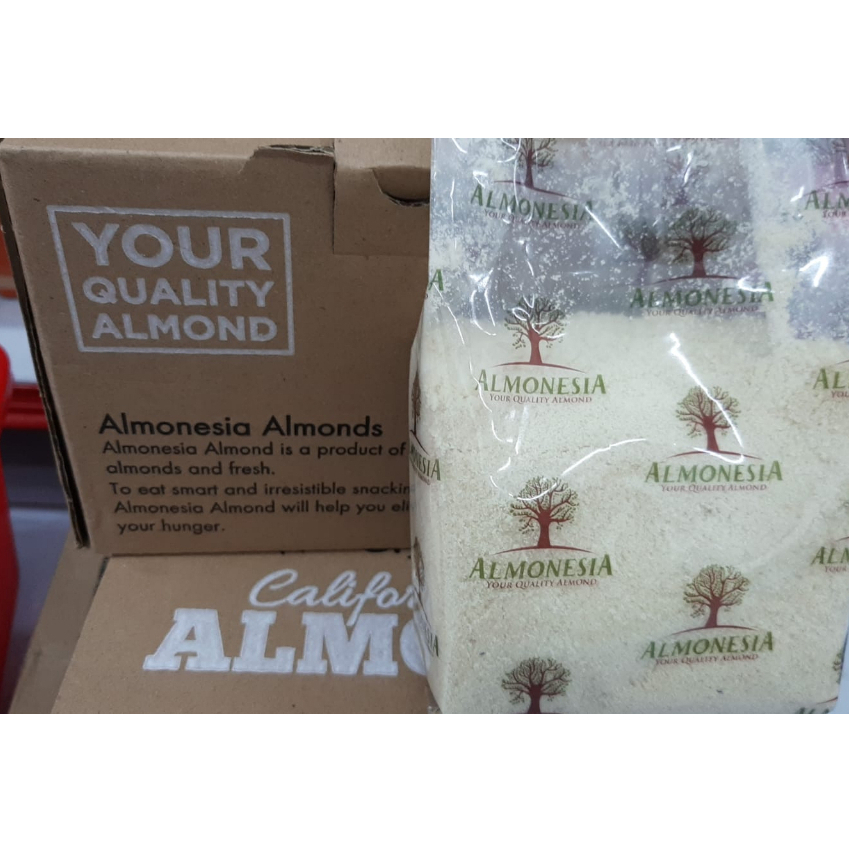 YOUR
QUALITY
ALMOND
Almonesia Almonds
Almonesia Almond is a product of
almonds and fresh.
To eat smart and irresistible
Almonesia Almond will help you
your hunger.
ALMONESIA
YOUR QUALITY ALMOND
ALMONESIA
YOUR QUALITY ALMOND
ALMONESIA
YOUR QUALITY ALMOND
ALMONESIA
YOUR QUALITY ALMOND
ALMONESIA
YOUR QUALITY ALMOND
ALMONESIA
YOUR QUALITY ALMOND